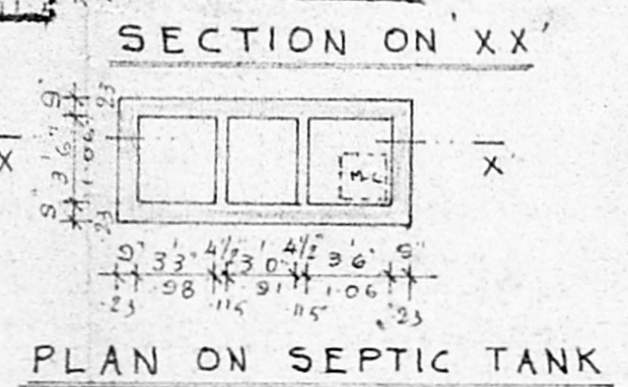 SECTION ON 'XX'
9" 3'6" 9"
.23 1.06 .23
X X
9" 3'3" 4½" 3'0" 4½" 3'6" 9"
.23 .98 .115 .91 .115 1.06 .23
PLAN ON SEPTIC TANK